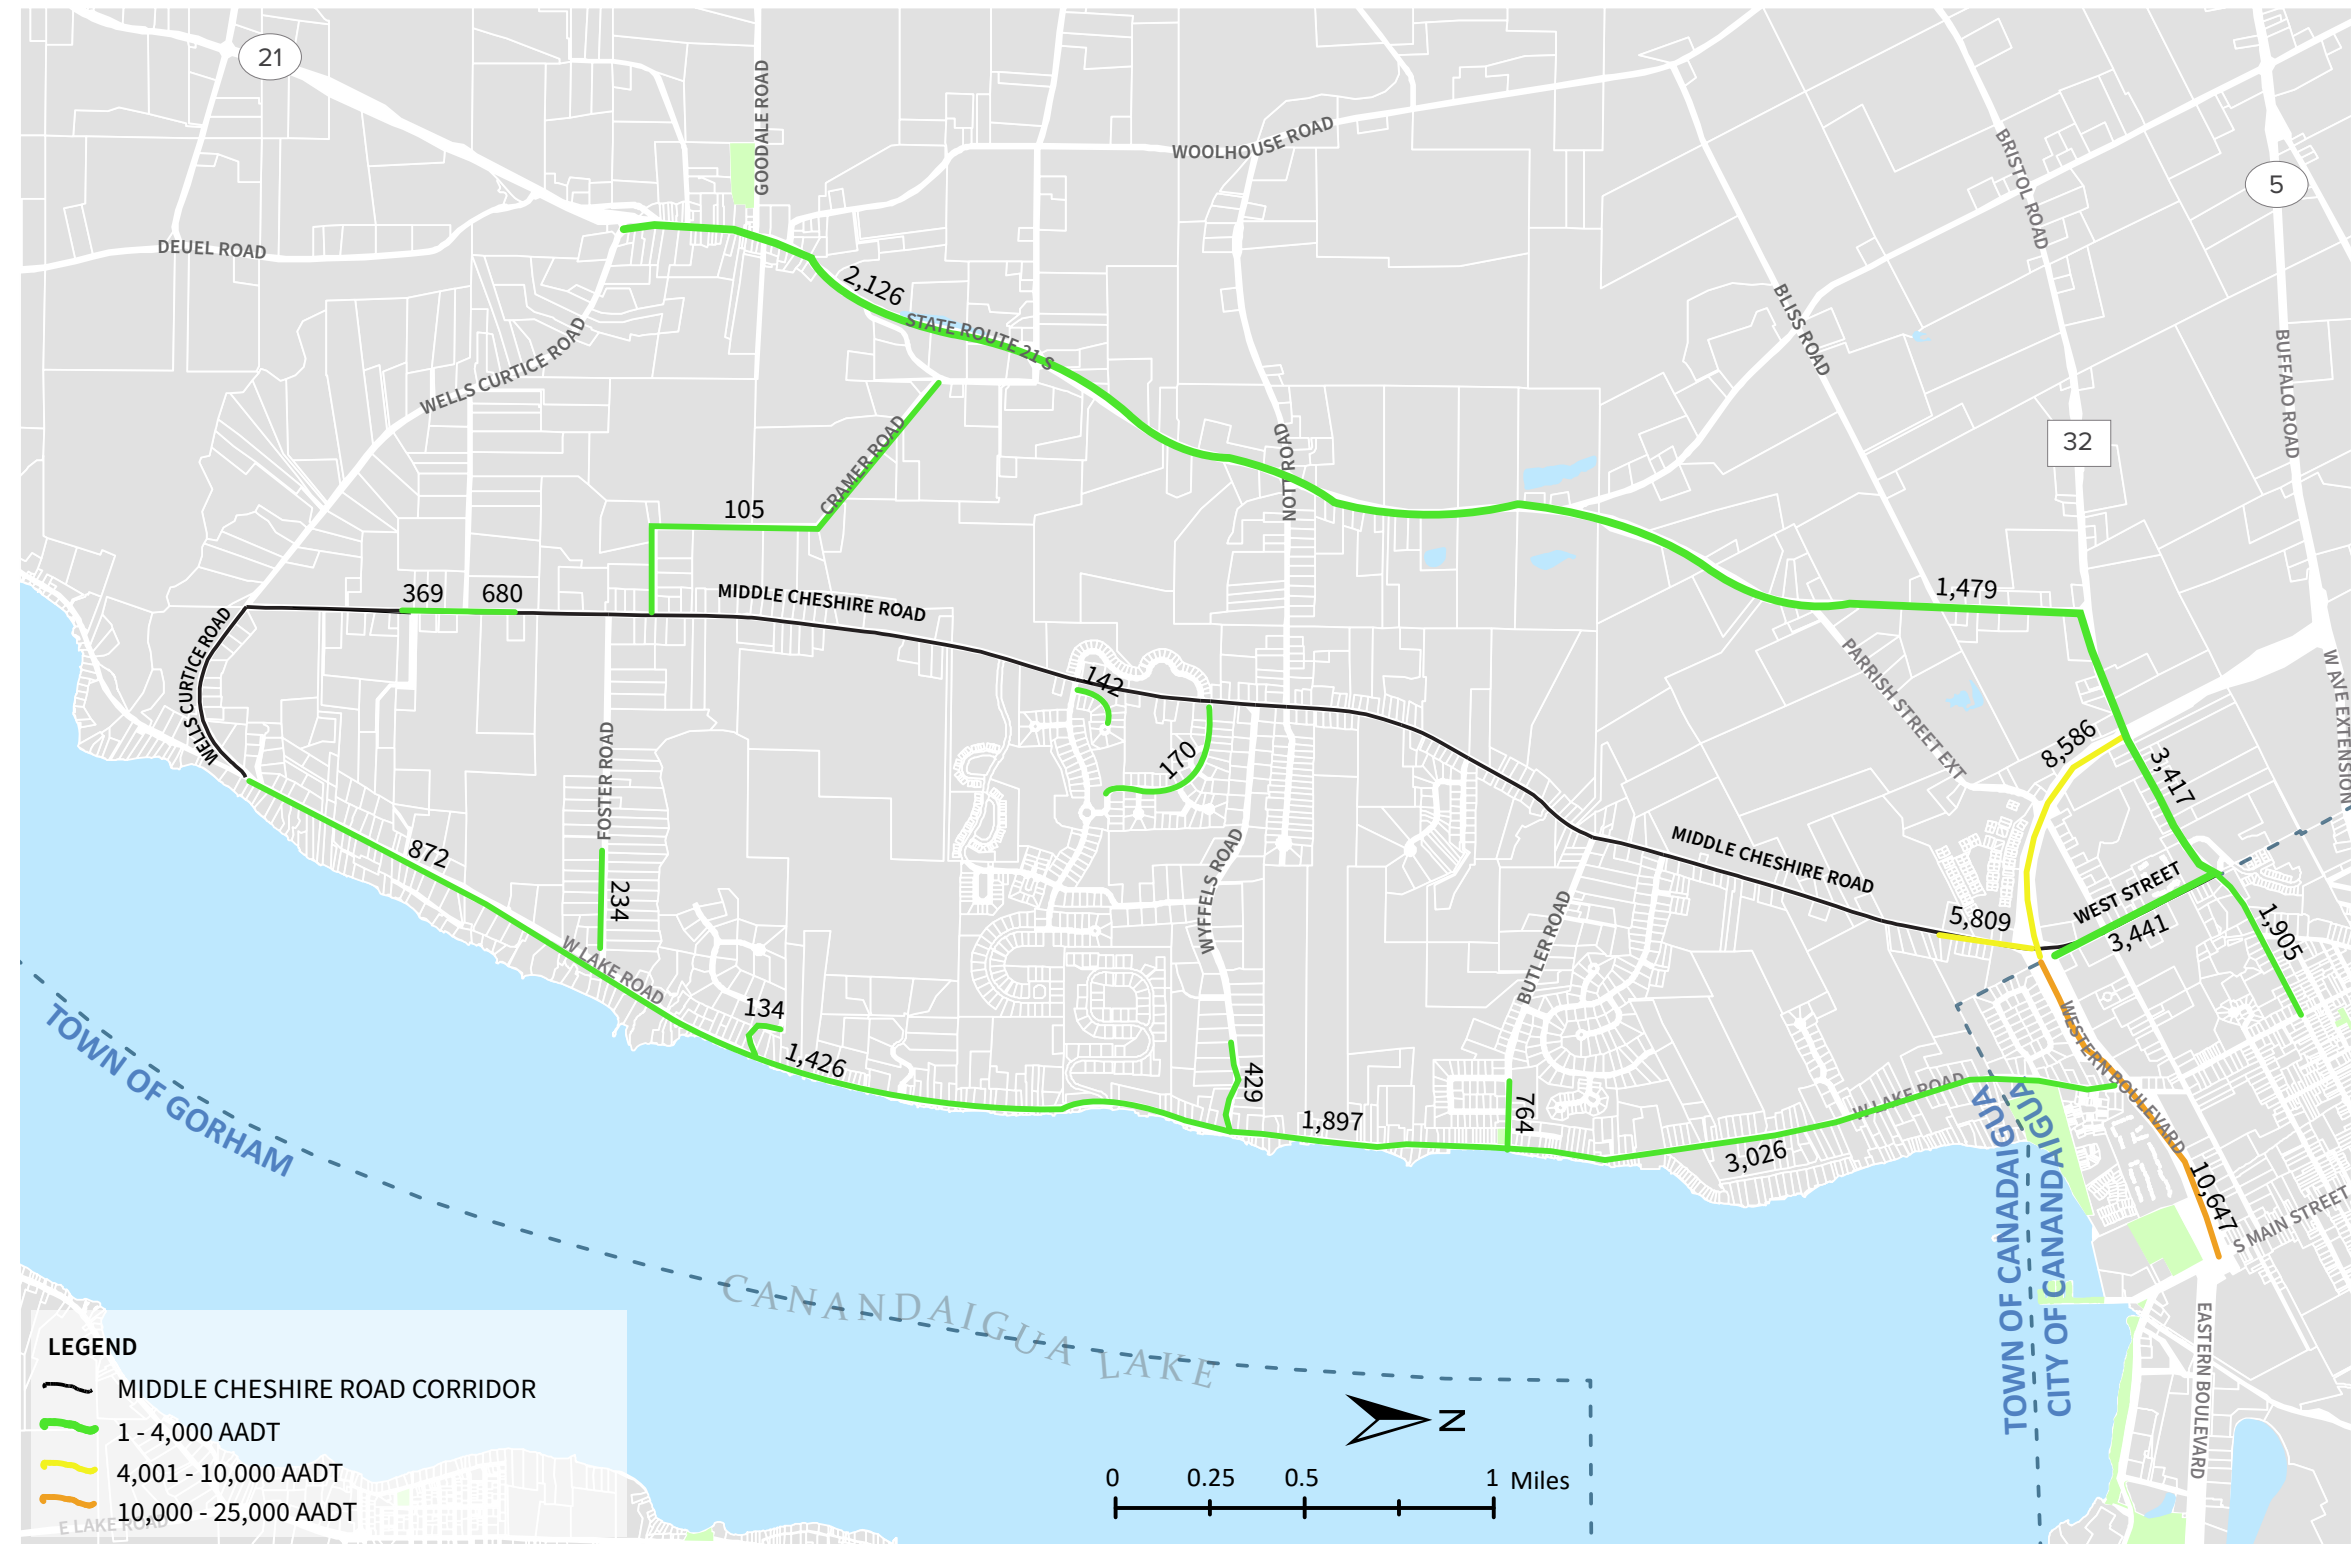 21
GOODALE ROAD
WOOLHOUSE ROAD
BRISTOL ROAD
5
DEUEL ROAD
2,126
STATE ROUTE 21 S
BLISS ROAD
BUFFALO ROAD
WELLS CURTICE ROAD
CRAMER ROAD
NOTT ROAD
32
105
369
680
MIDDLE CHESHIRE ROAD
1,479
WELLS CURTICE ROAD
142
170
PARRISH STREET EXT
W AVE EXTENSION
8,586
3,417
FOSTER ROAD
872
234
WYFFELS ROAD
MIDDLE CHESHIRE ROAD
WEST STREET
5,809
3,441
1,905
BUTLER ROAD
W LAKE ROAD
134
1,426
429
1,897
764
W LAKE ROAD
3,026
WESTERN BOULEVARD
10,647
S MAIN STREET
TOWN OF GORHAM
TOWN OF CANADAIGUA
CITY OF CANANDAIGUA
CANANDAIGUA LAKE
EASTERN BOULEVARD
LEGEND
MIDDLE CHESHIRE ROAD CORRIDOR
1 - 4,000 AADT
4,001 - 10,000 AADT
10,000 - 25,000 AADT
E LAKE ROAD
N
0 0.25 0.5 1 Miles